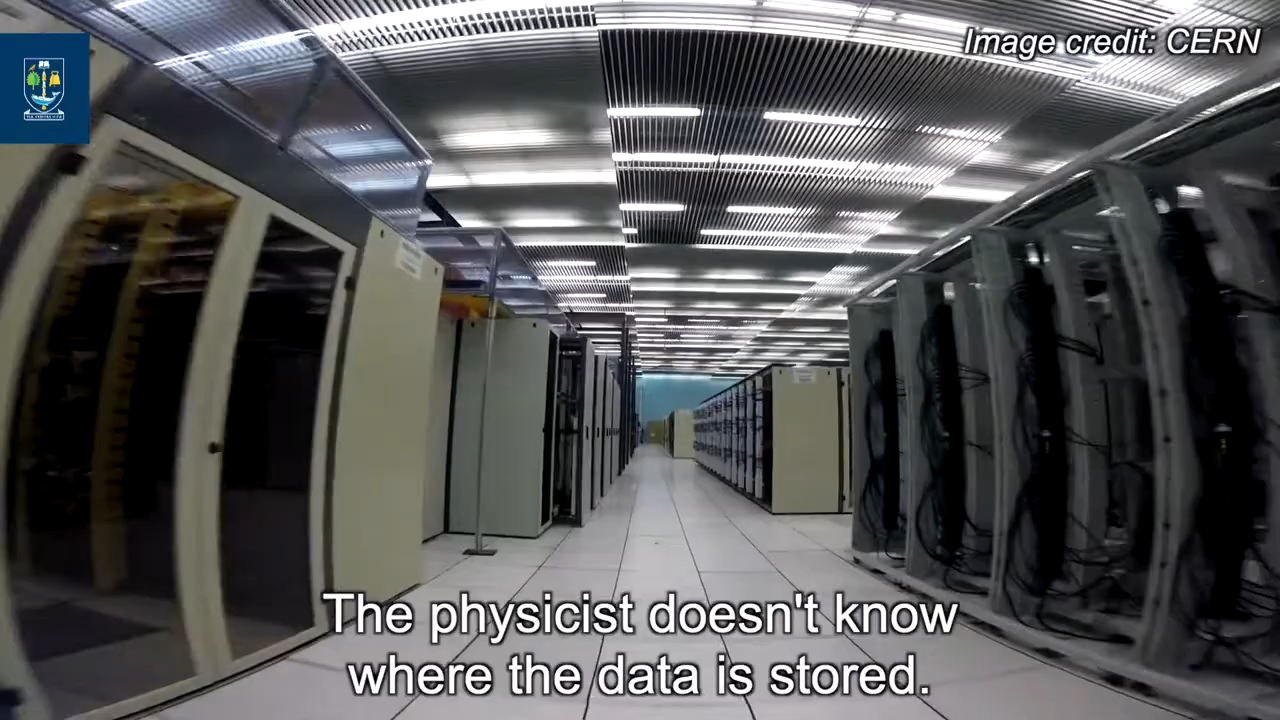 Image credit: CERN
The physicist doesn't know
where the data is stored.